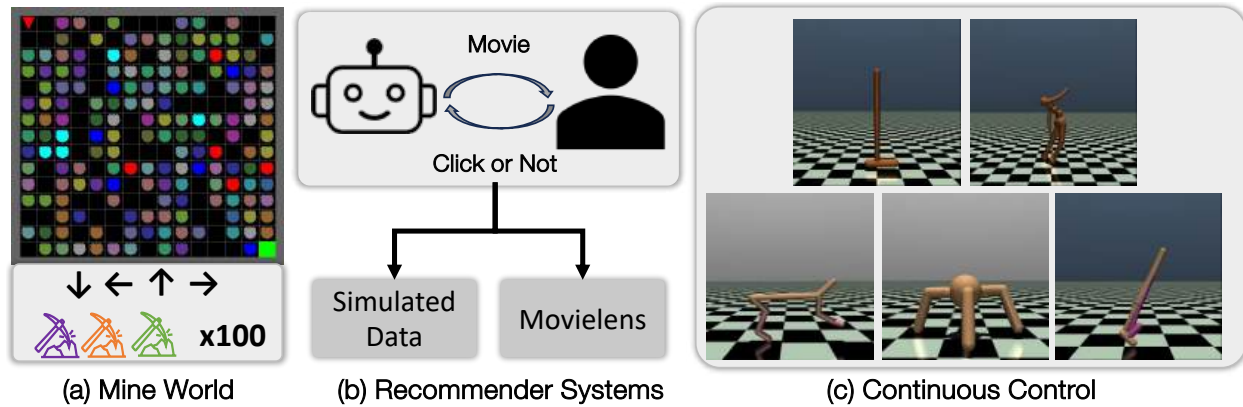 Movie
Click or Not
Simulated
Data
Movielens
x100
(a) Mine World
(b) Recommender Systems
(c) Continuous Control